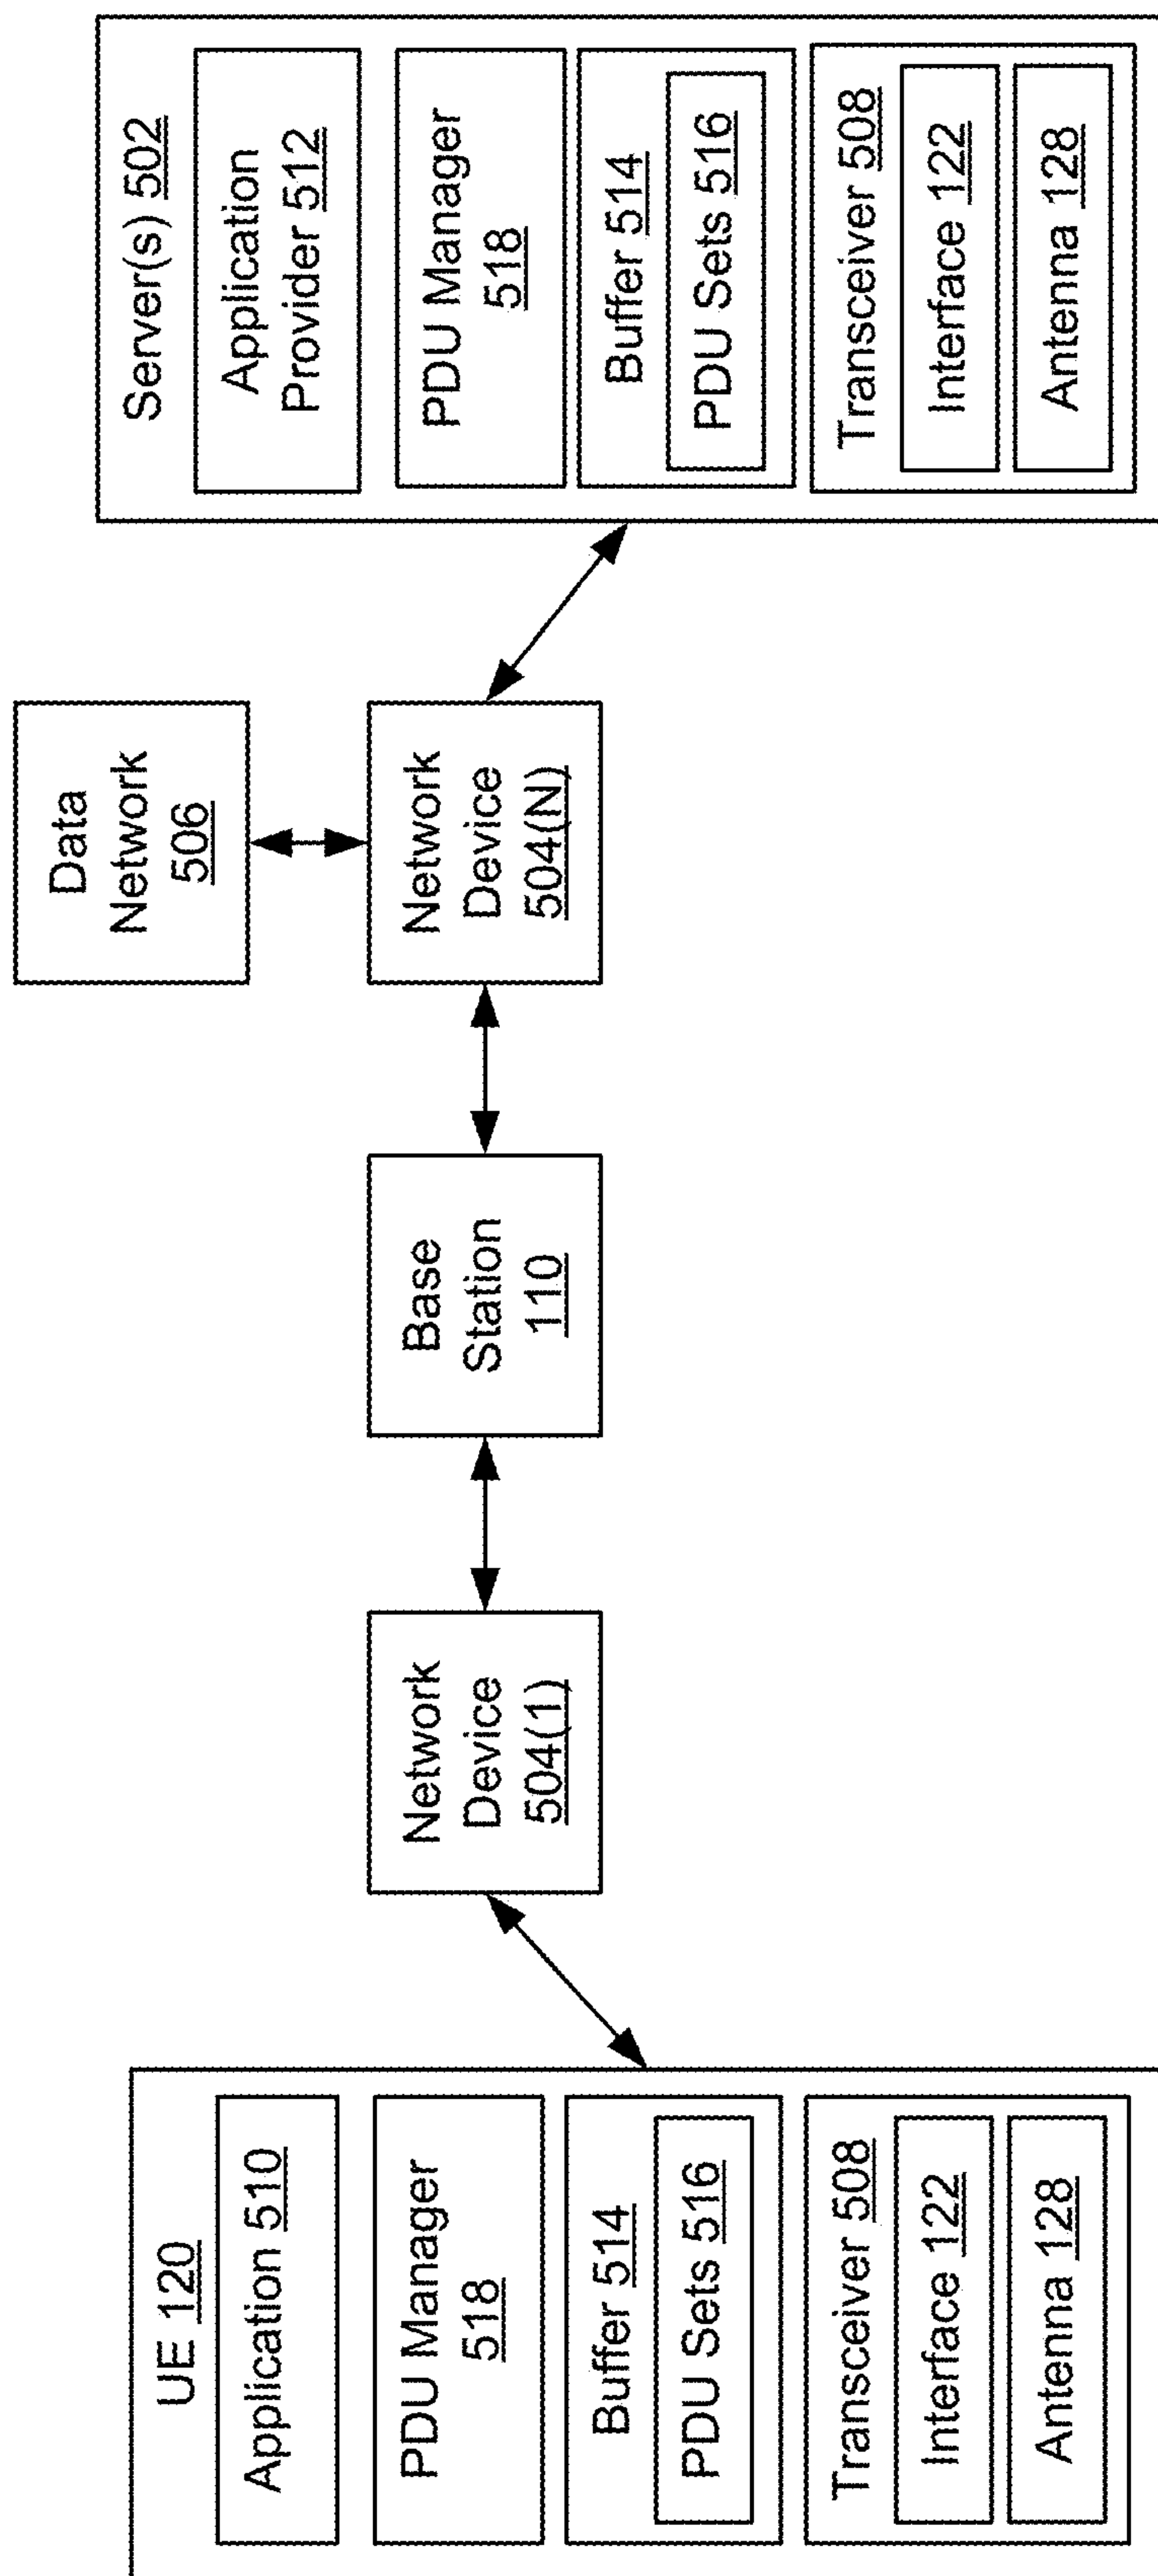 UE 120
Application 510
PDU Manager
518
Buffer 514
PDU Sets 516
Transceiver 508
Interface 122
Antenna 128
Network
Device
504(1)
Base
Station
110
Network
Device
504(N)
Data
Network
506
Server(s) 502
Application
Provider 512
PDU Manager
518
Buffer 514
PDU Sets 516
Transceiver 508
Interface 122
Antenna 128